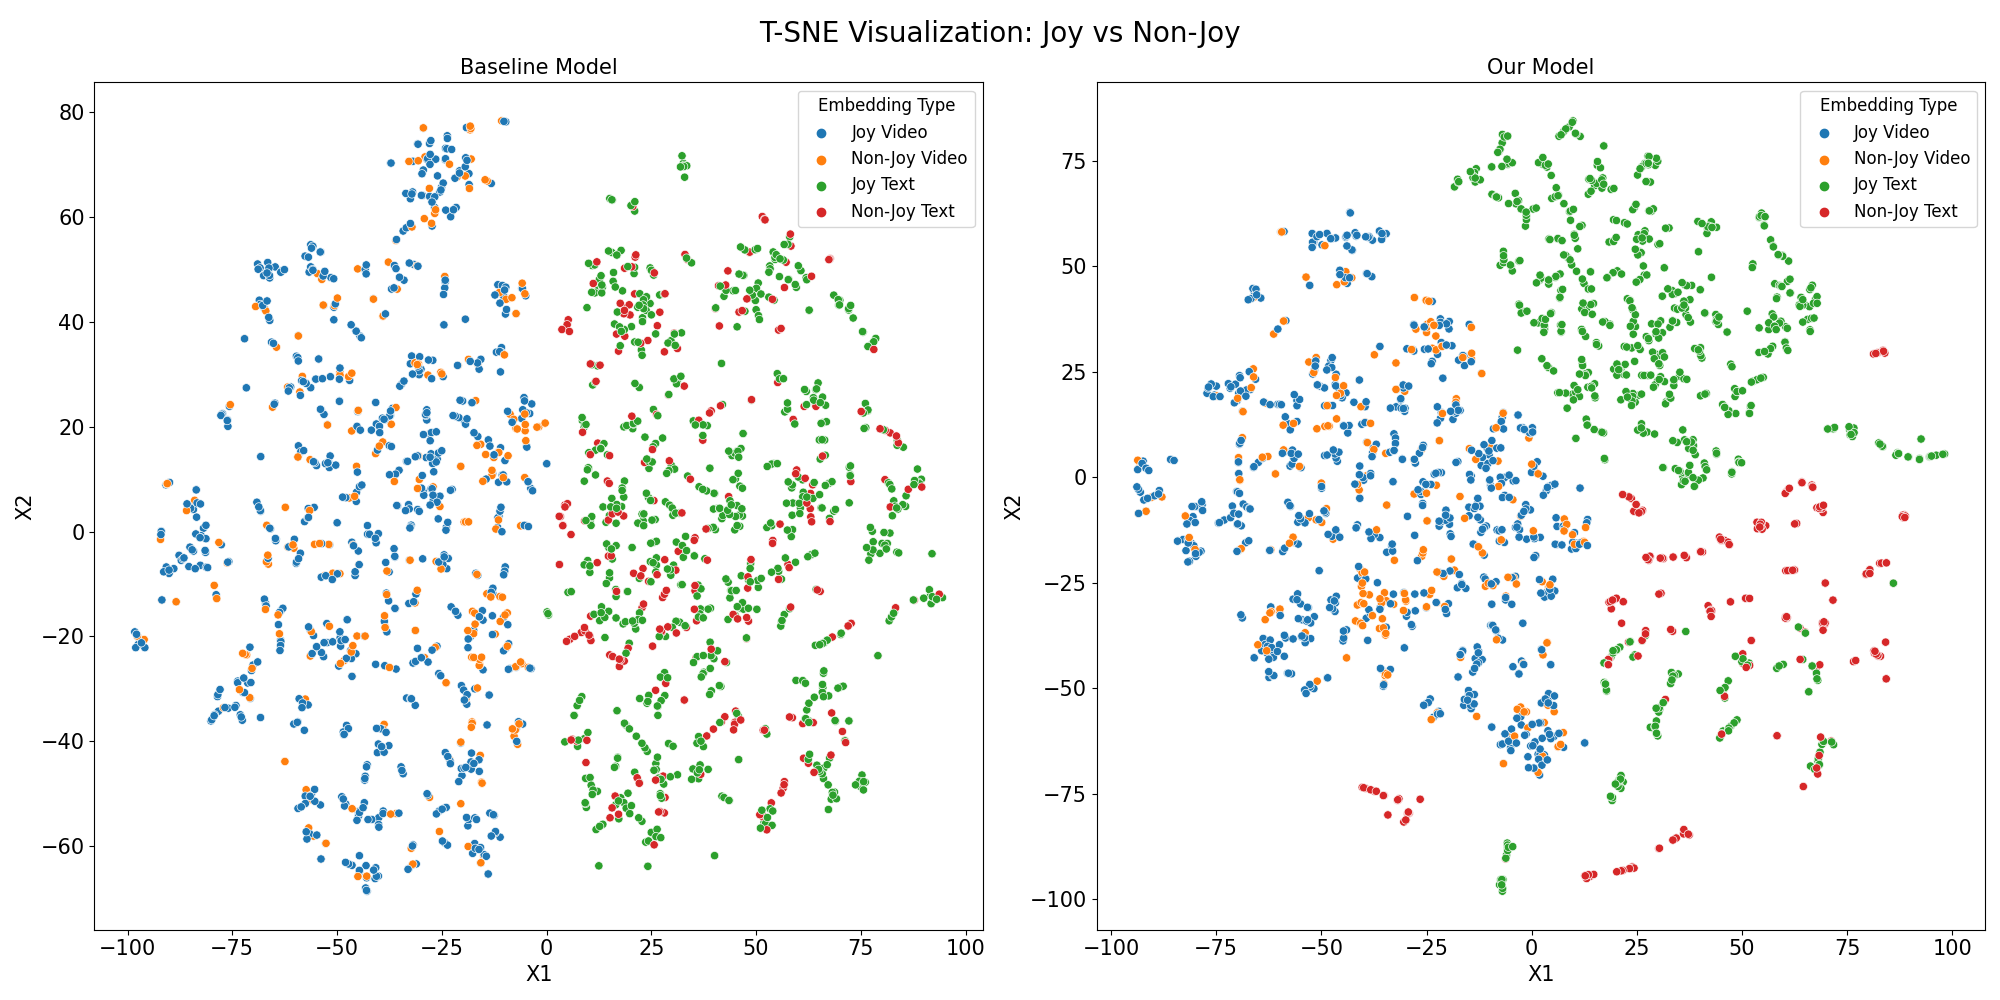 T-SNE Visualization: Joy vs Non-Joy
Baseline Model
80
60
40
20
0
−20
−40
−60
X2
Embedding Type
Joy Video
Non-Joy Video
Joy Text
Non-Joy Text
−100
−75
−50
−25
0
25
50
75
100
X1
Our Model
75
50
25
0
−25
−50
−75
−100
X2
Embedding Type
Joy Video
Non-Joy Video
Joy Text
Non-Joy Text
−100
−75
−50
−25
0
25
50
75
100
X1